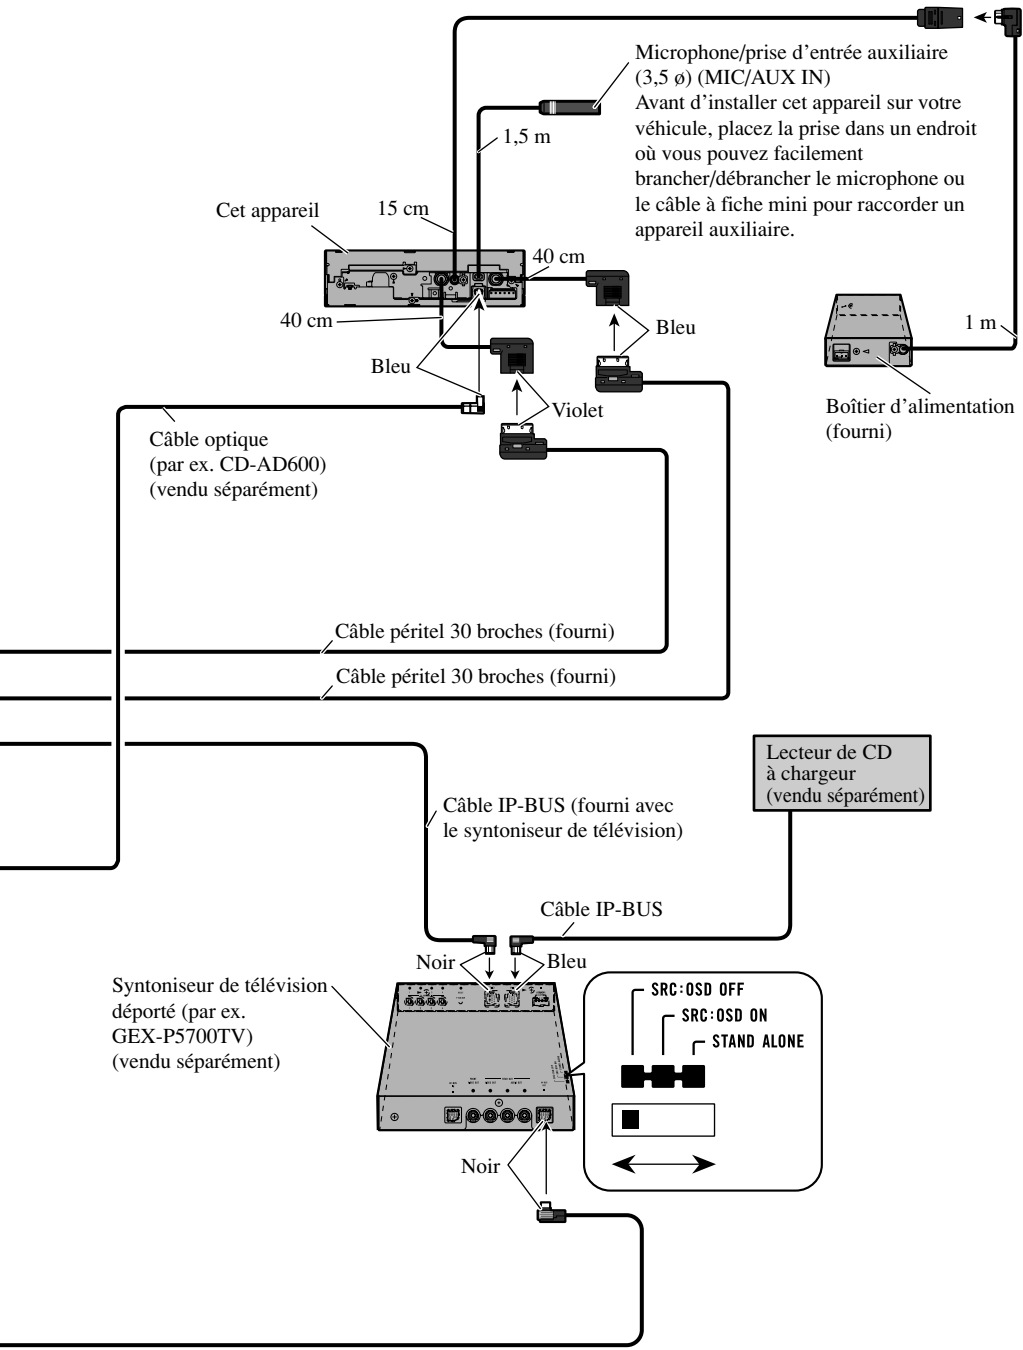 Microphone/prise d'entrée auxiliaire
(3,5 ø) (MIC/AUX IN)
Avant d'installer cet appareil sur votre
véhicule, placez la prise dans un endroit
où vous pouvez facilement
brancher/débrancher le microphone ou
le câble à fiche mini pour raccorder un
appareil auxiliaire.
1,5 m
Cet appareil
15 cm
40 cm
40 cm
Bleu
1 m
Bleu
Violet
Boîtier d'alimentation
(fourni)
Câble optique
(par ex. CD-AD600)
(vendu séparément)
Câble péritel 30 broches (fourni)
Câble péritel 30 broches (fourni)
Lecteur de CD
à chargeur
(vendu séparément)
Câble IP-BUS (fourni avec
le syntoniseur de télévision)
Câble IP-BUS
Noir
Bleu
Syntoniseur de télévision
déporté (par ex.
GEX-P5700TV)
(vendu séparément)
SRC:OSD OFF
SRC:OSD ON
STAND ALONE
Noir